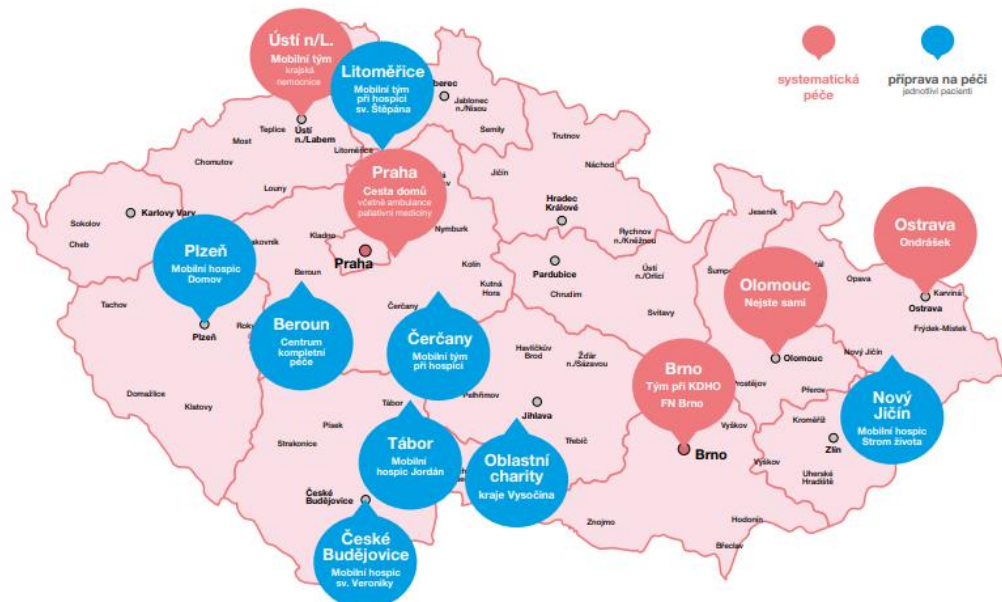 Ústí n/L.
Mobilní tým
krajská
nemocnice
Litoměřice
Mobilní tým
při hospici
sv. Štěpána
systematická
péče
příprava na péči
jednotliví pacienti
Jablonec
n./Nisou
Semily
Trutnov
Teplice
Ústí
n./Labem
Most
Litoměřice
Chomutov
Louny
Jičín
Náchod
Praha
Cesta domů
včetně ambulance
paliativní medicíny
Hradec
Králové
Jeseník
Karlovy Vary
Sokolov
Cheb
Ostrava
Ondrášek
Plzeň
Mobilní hospic
Domov
Kladno
Praha
Nymburk
Rychnov
n./Kněžnou
Beroun
Kolín
Pardubice
Ústí
n./Orlicí
Kutná
Hora
Chrudim
Olomouc
Nejste sami
Opava
Karviná
Ostrava
Tachov
Čerčany
Svitavy
Frýdek-Místek
Plzeň
Beroun
Centrum
kompletní
péče
Čerčany
Mobilní tým
při hospici
Havlíčkův
Brod
Žďár
n./Sázavou
Nový Jičín
Olomouc
Brno
Tým při KDHO
FN Brno
Prostějov
Přerov
Domažlice
Klatovy
Tábor
Pelhřimov
Jihlava
Nový
Jičín
Mobilní hospic
Strom života
Písek
Strakonice
Kroměříž
Vyškov
Zlín
Třebíč
Tábor
Mobilní
hospic Jordán
Oblastní
charity
kraje Vysočina
Brno
Vyškov
Uherské
Hradiště
České
Budějovice
Znojmo
Hodonín
Břeclav
České
Budějovice
Mobilní hospic
sv. Veroniky